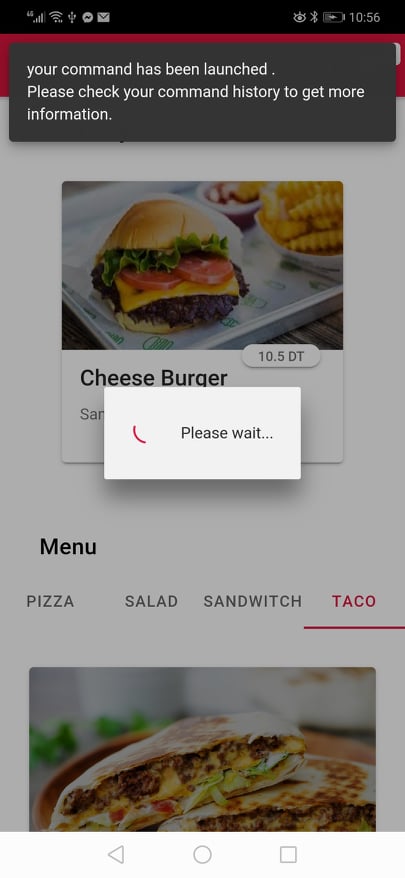 10:56
your command has been launched .
Please check your command history to get more
information.
10.5 DT
Cheese Burger
Please wait...
Menu
PIZZA SALAD SANDWITCH TACO